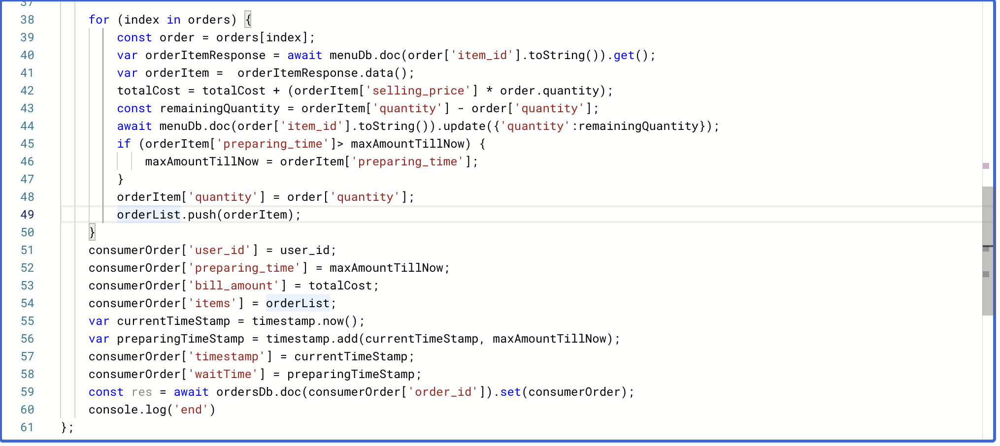 37
38 for (index in orders) {
39 const order = orders[index];
40 var orderItemResponse = await menuDb.doc(order['item_id'].toString()).get();
41 var orderItem =  orderItemResponse.data();
42 totalCost = totalCost + (orderItem['selling_price'] * order.quantity);
43 const remainingQuantity = orderItem['quantity'] - order['quantity'];
44 await menuDb.doc(order['item_id'].toString()).update({'quantity':remainingQuantity});
45 if (orderItem['preparing_time']> maxAmountTillNow) {
46 maxAmountTillNow = orderItem['preparing_time'];
47 }
48 orderItem['quantity'] = order['quantity'];
49 orderList.push(orderItem);
50 }
51 consumerOrder['user_id'] = user_id;
52 consumerOrder['preparing_time'] = maxAmountTillNow;
53 consumerOrder['bill_amount'] = totalCost;
54 consumerOrder['items'] = orderList;
55 var currentTimeStamp = timestamp.now();
56 var preparingTimeStamp = timestamp.add(currentTimeStamp, maxAmountTillNow);
57 consumerOrder['timestamp'] = currentTimeStamp;
58 consumerOrder['waitTime'] = preparingTimeStamp;
59 const res = await ordersDb.doc(consumerOrder['order_id']).set(consumerOrder);
60 console.log('end')
61 };